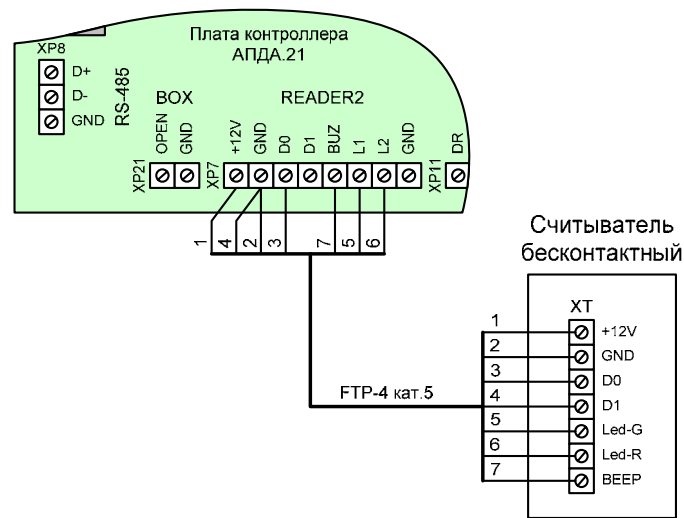 Плата контроллера
АПДА.21
XP8
D+
D-
GND
RS-485
BOX
READER2
XP21
OPEN
GND
XP7
+12V
GND
D0
D1
BUZ
L1
L2
GND
XP11
DR
1
4
2
3
7
5
6
Считыватель
бесконтактный
XT
1
+12V
2
GND
3
D0
4
D1
5
Led-G
6
Led-R
7
BEEP
FTP-4 кат.5